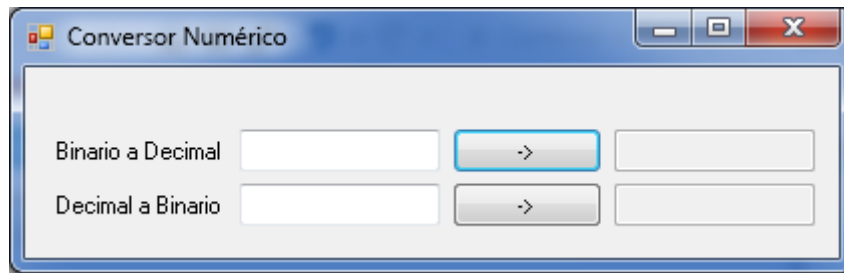 Conversor Numérico
Binario a Decimal ->
Decimal a Binario ->